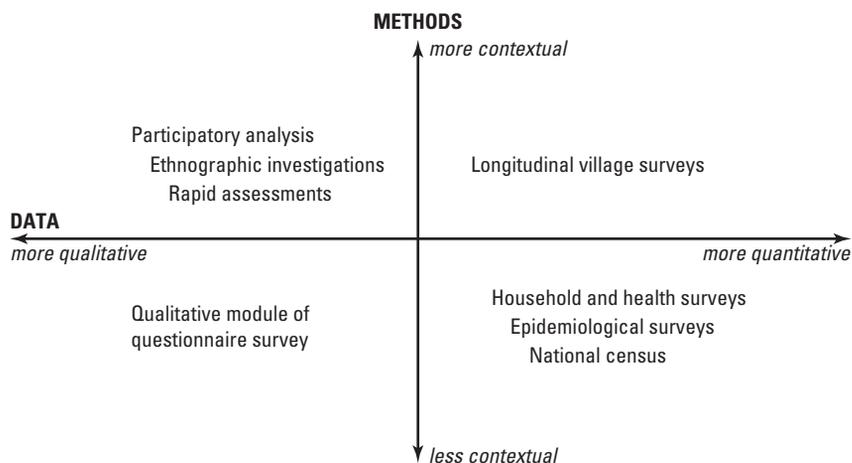 METHODS
more contextual
Participatory analysis
Ethnographic investigations
Rapid assessments
Longitudinal village surveys
DATA
more qualitative
more quantitative
Qualitative module of
questionnaire survey
Household and health surveys
Epidemiological surveys
National census
less contextual